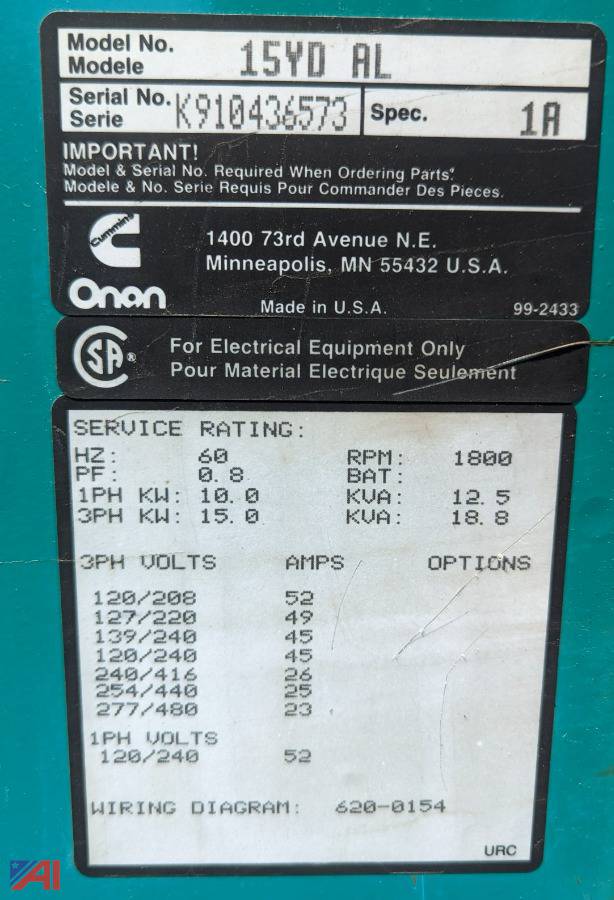 Model No.
Modele
15YD AL
Serial No.
Serie
K910436573
Spec.
1A
IMPORTANT!
Model & Serial No. Required When Ordering Parts.
Modele & No. Serie Requis Pour Commander Des Pieces.
Cummins
Onan
1400 73rd Avenue N.E.
Minneapolis, MN 55432 U.S.A.
Made in U.S.A.
99-2433
SA®
For Electrical Equipment Only
Pour Material Electrique Seulement
SERVICE RATING:
HZ: 60 RPM: 1800
PF: 0.8 BAT:
1PH KW: 10.0 KVA: 12.5
3PH KW: 15.0 KVA: 18.8
3PH VOLTS AMPS OPTIONS
120/208 52
127/220 49
139/240 45
120/240 45
240/416 26
254/440 25
277/480 23
1PH VOLTS
120/240 52
WIRING DIAGRAM: 620-0154
URC
AI